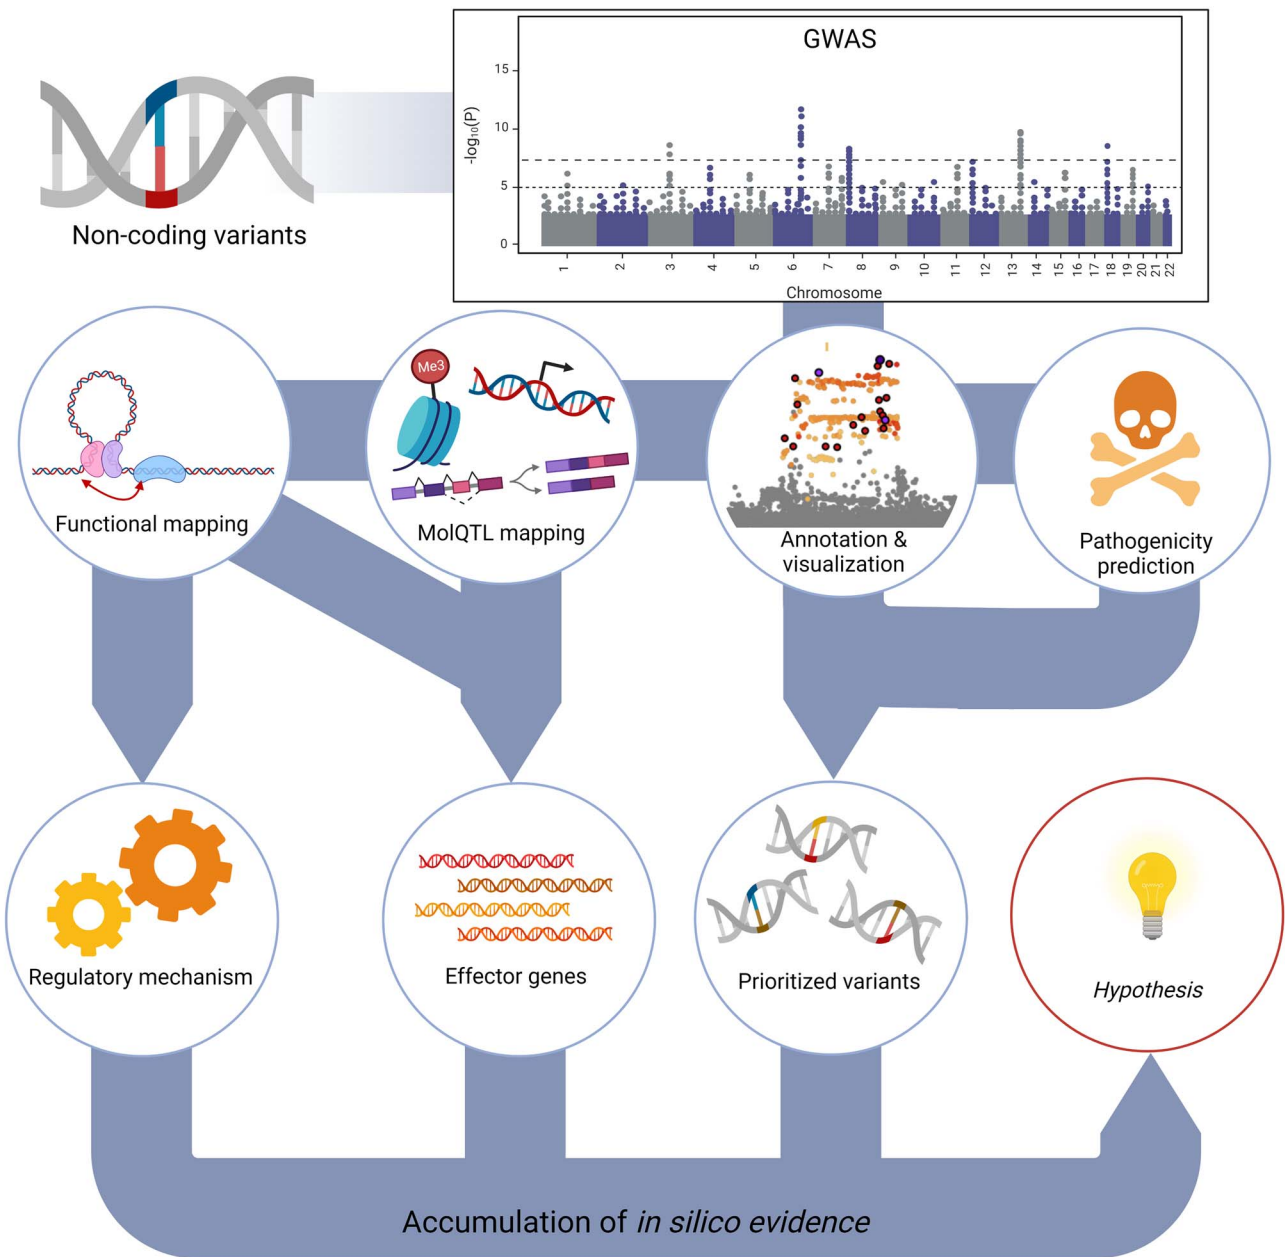 GWAS
15
10
5
0
-log₁₀(P)
1 2 3 4 5 6 7 8 9 10 11 12 13 14 15 16 17 18 19 20 21 22
Chromosome
Non-coding variants
Me3
Functional mapping
MolQTL mapping
Annotation &
visualization
Pathogenicity
prediction
Regulatory mechanism
Effector genes
Prioritized variants
Hypothesis
Accumulation of in silico evidence